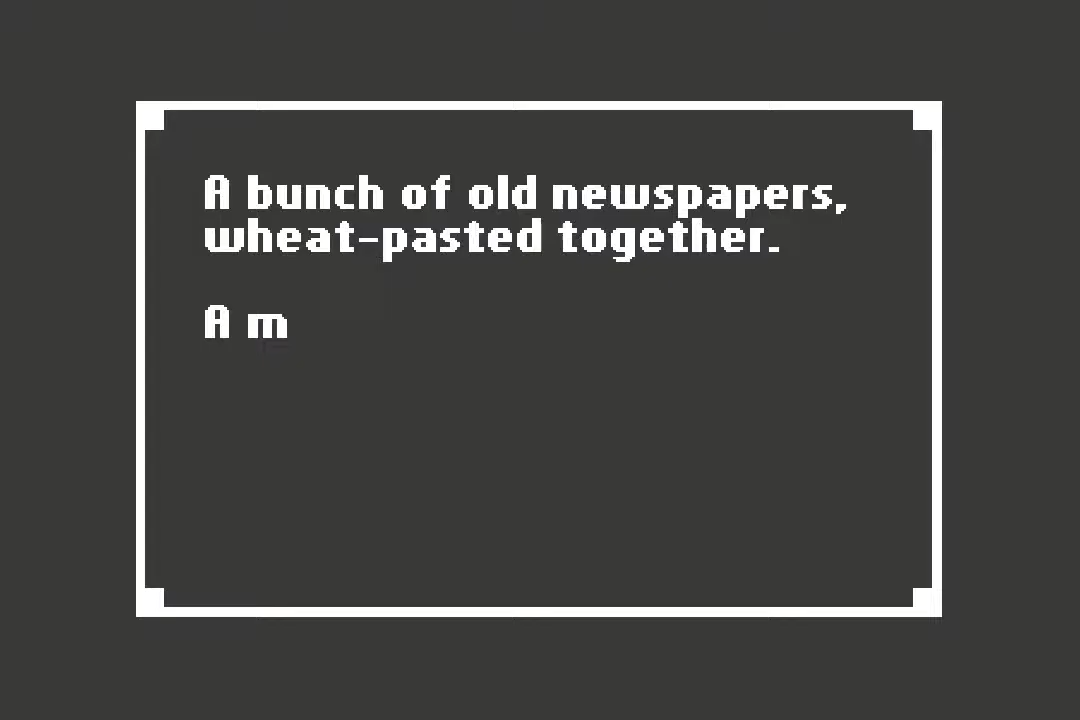 A bunch of old newspapers,
wheat-pasted together.
A m